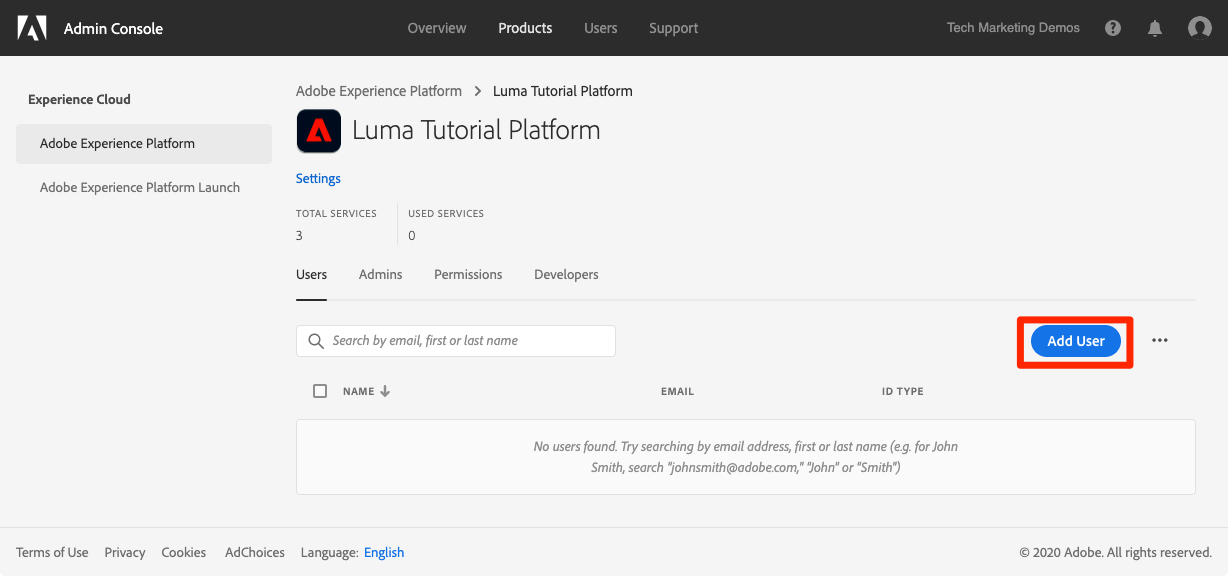 Admin Console
Overview Products Users Support
Tech Marketing Demos
Experience Cloud
Adobe Experience Platform
Adobe Experience Platform Launch
Adobe Experience Platform > Luma Tutorial Platform
Luma Tutorial Platform
Settings
TOTAL SERVICES USED SERVICES
3 0
Users Admins Permissions Developers
Search by email, first or last name
Add User
NAME EMAIL ID TYPE
No users found. Try searching by email address, first or last name (e.g. for John
Smith, search "johnsmith@adobe.com," "John" or "Smith")
Terms of Use Privacy Cookies AdChoices Language: English
© 2020 Adobe. All rights reserved.